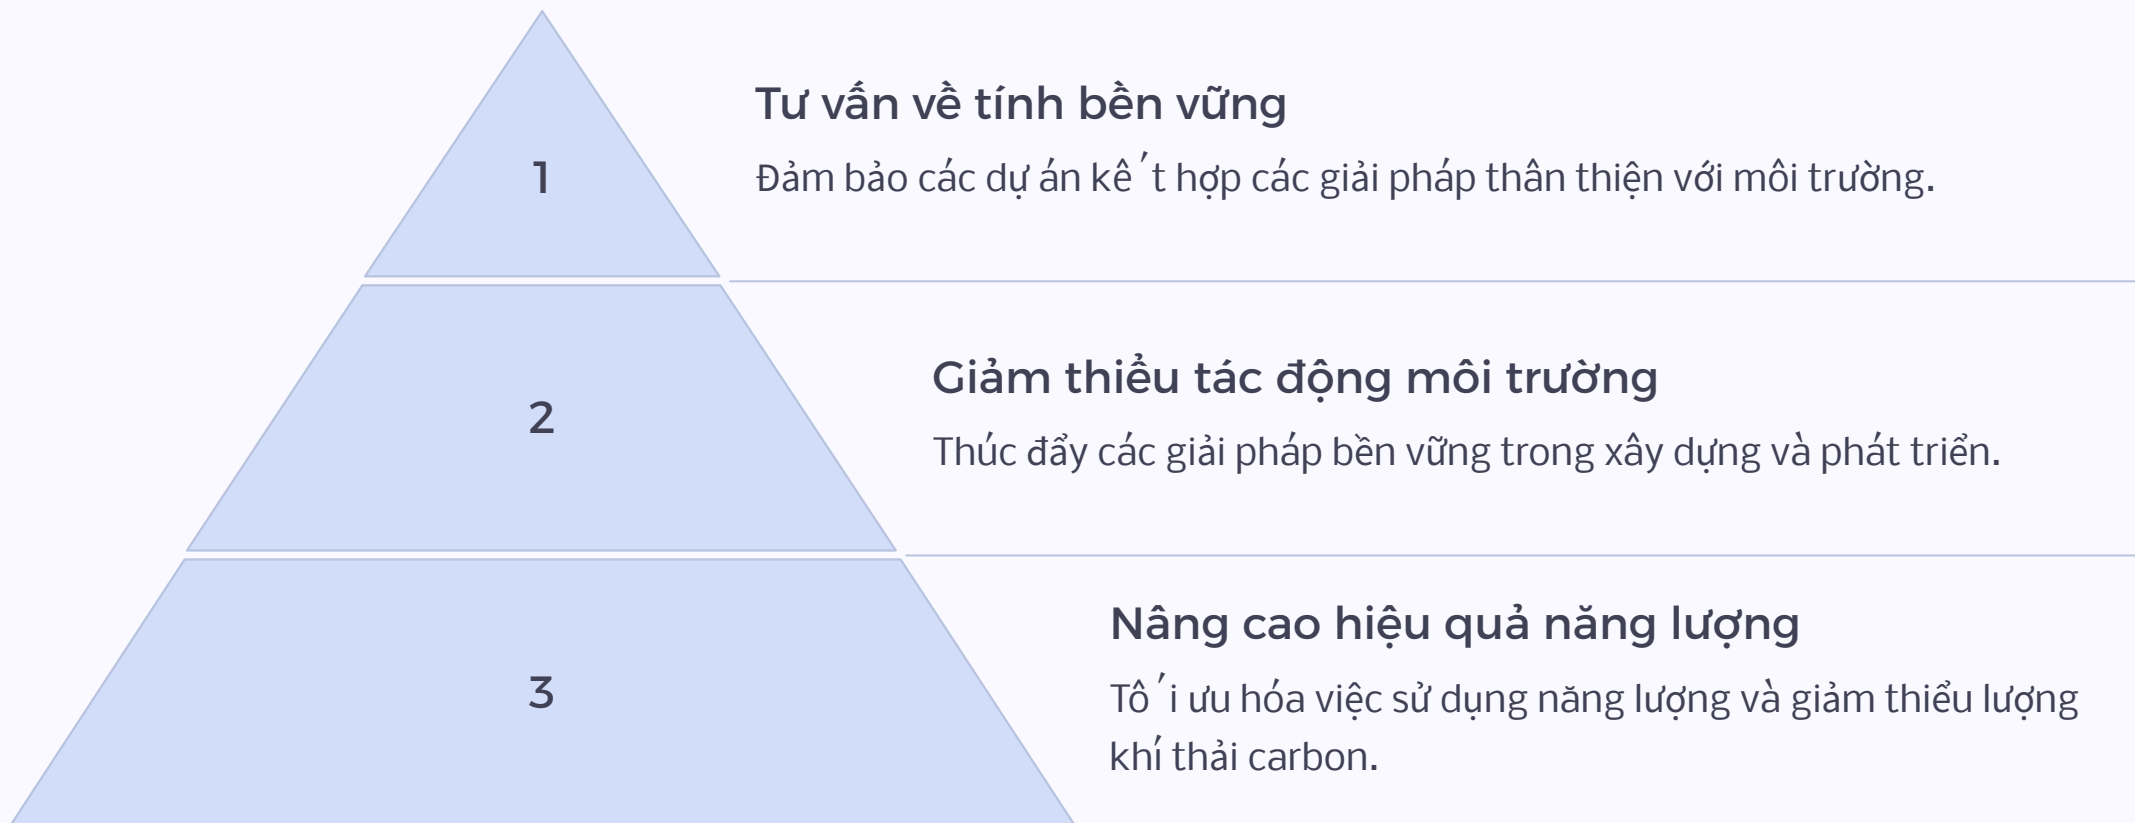 1
Tư vấn về tính bền vững
Đảm bảo các dự án kết hợp các giải pháp thân thiện với môi trường.
2
Giảm thiểu tác động môi trường
Thúc đẩy các giải pháp bền vững trong xây dựng và phát triển.
3
Nâng cao hiệu quả năng lượng
Tối ưu hóa việc sử dụng năng lượng và giảm thiểu lượng
khí thải carbon.